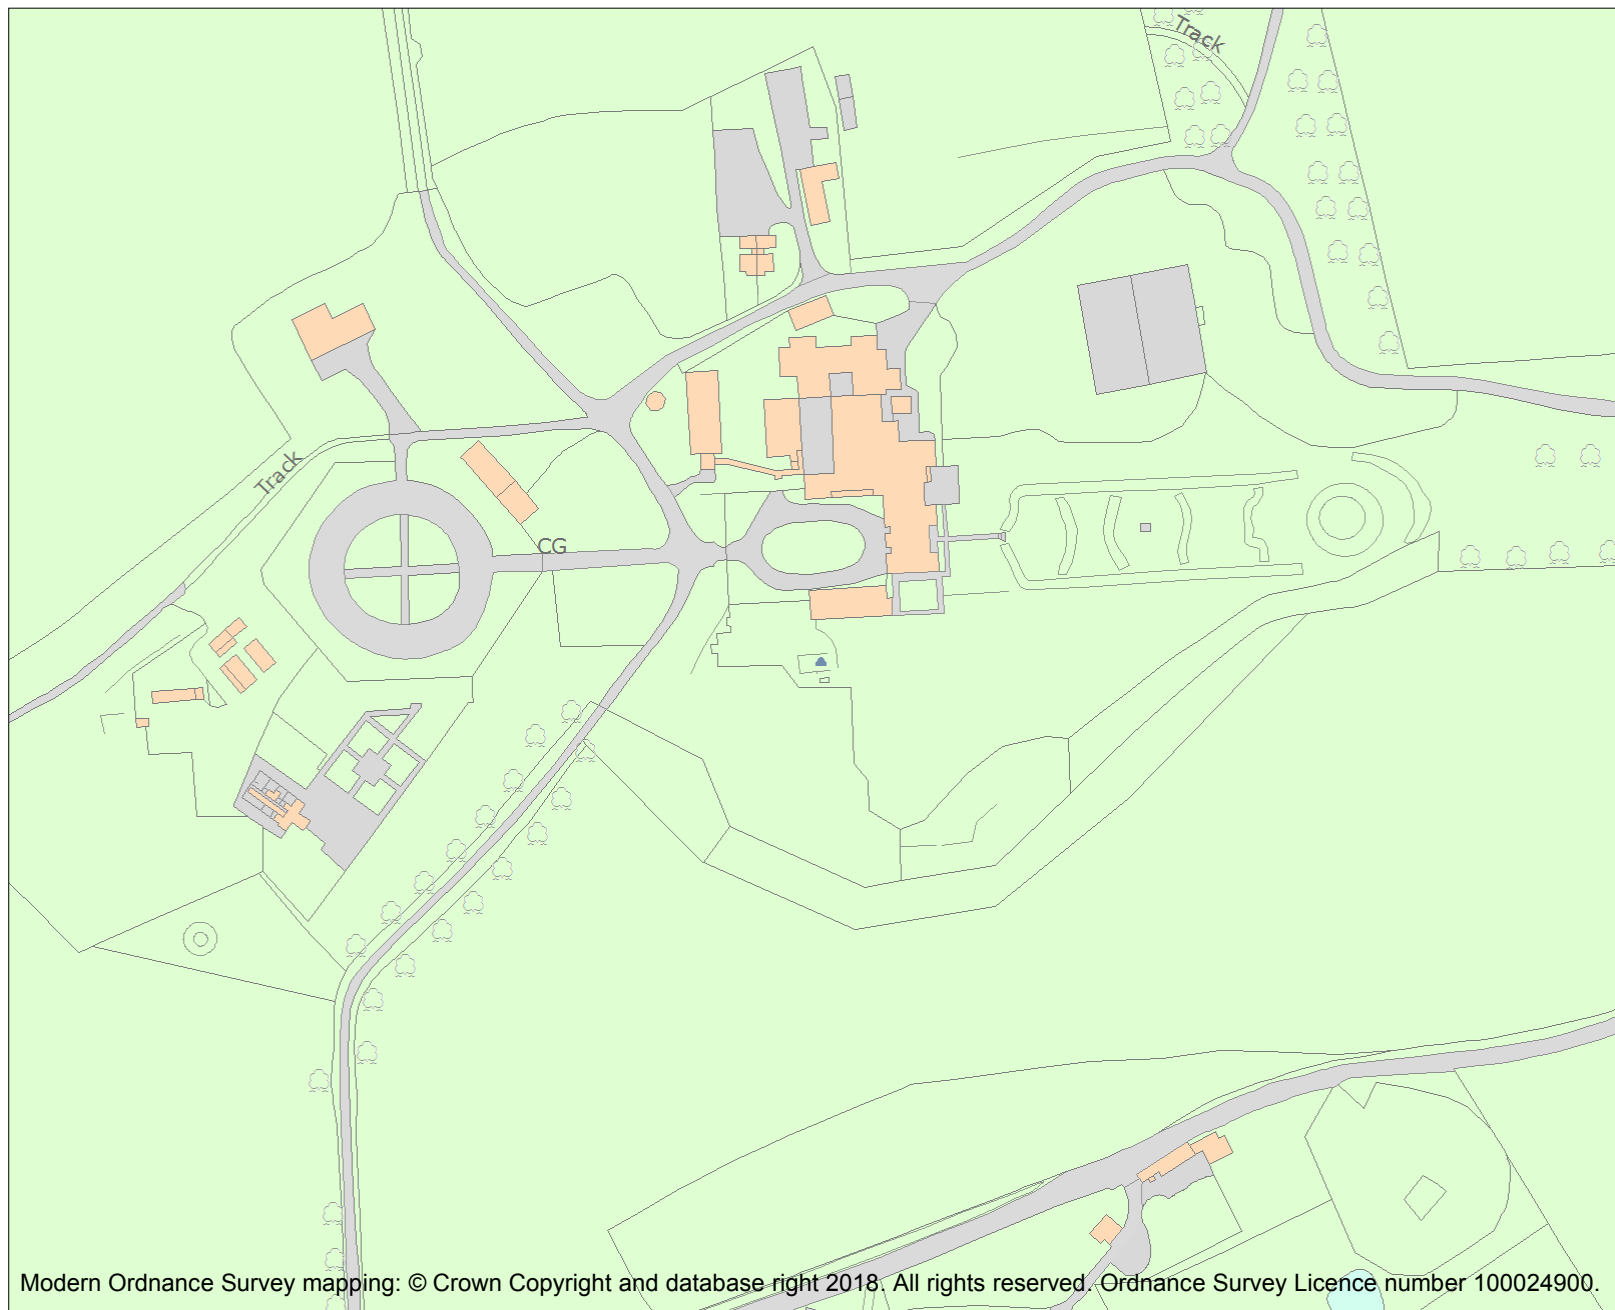 Track
Track
CG
Modern Ordnance Survey mapping: © Crown Copyright and database right 2018. All rights reserved. Ordnance Survey Licence number 100024900.